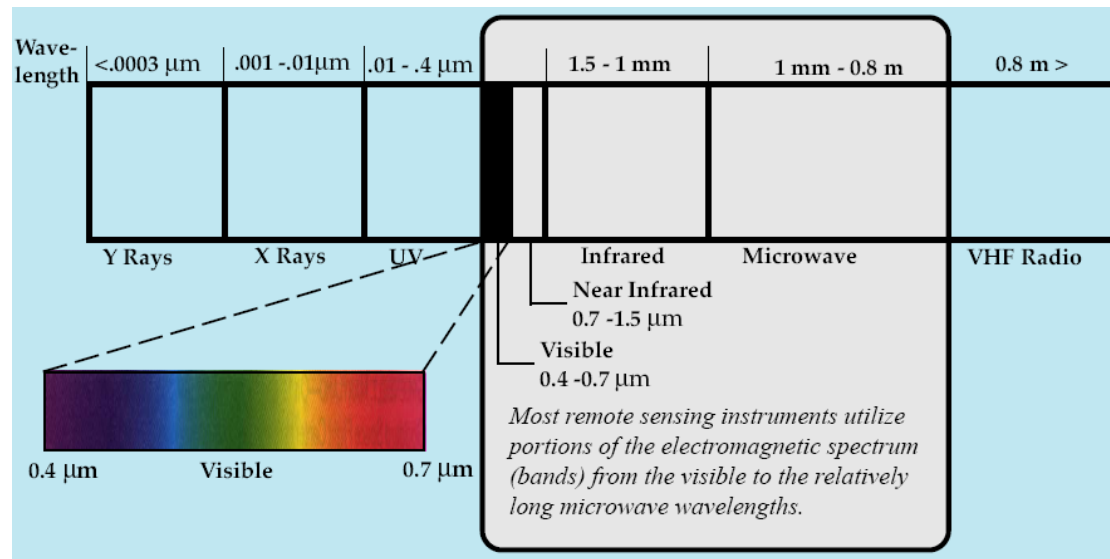 Wave-
length
<.0003 μm
.001 -.01μm
.01 - .4 μm
1.5 - 1 mm
1 mm - 0.8 m
0.8 m >
Y Rays
X Rays
UV
Infrared
Microwave
VHF Radio
Near Infrared
0.7 -1.5 μm
Visible
0.4 -0.7 μm
0.4 μm
Visible
0.7 μm
Most remote sensing instruments utilize
portions of the electromagnetic spectrum
(bands) from the visible to the relatively
long microwave wavelengths.